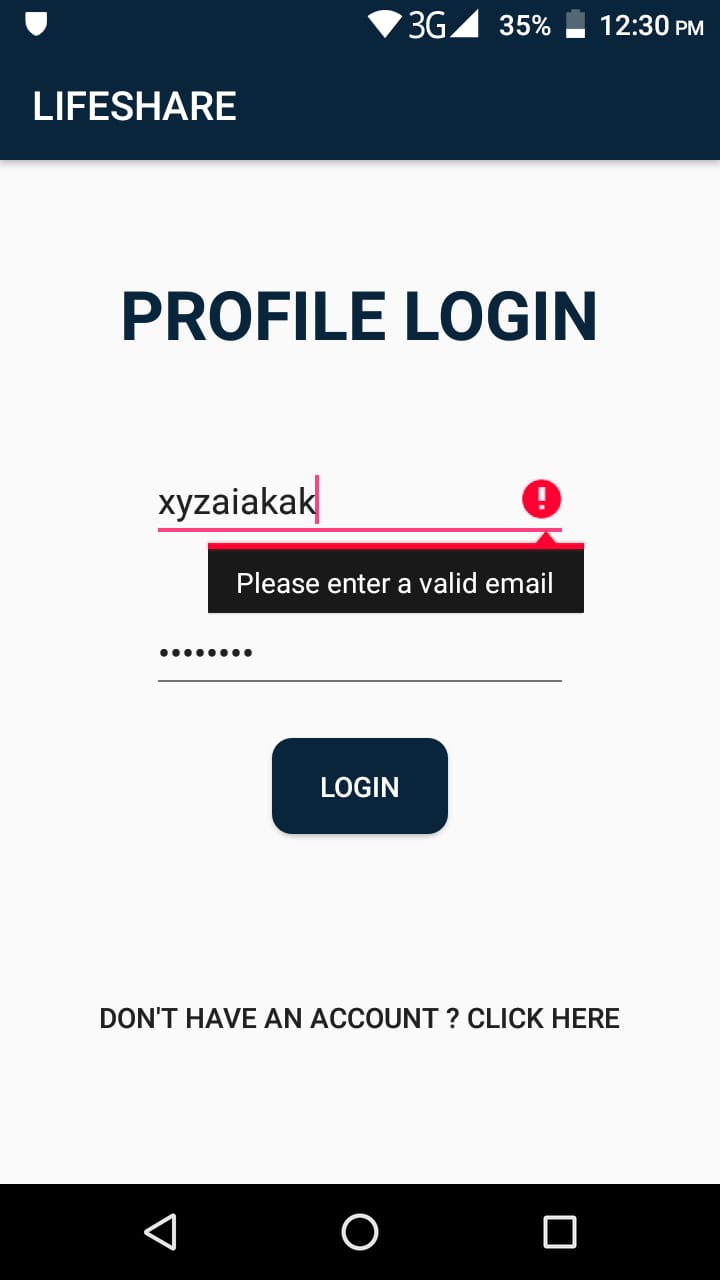 3G 35% 12:30 PM
LIFESHARE
PROFILE LOGIN
xyzaiakak
Please enter a valid email
••••••••
LOGIN
DON'T HAVE AN ACCOUNT ? CLICK HERE